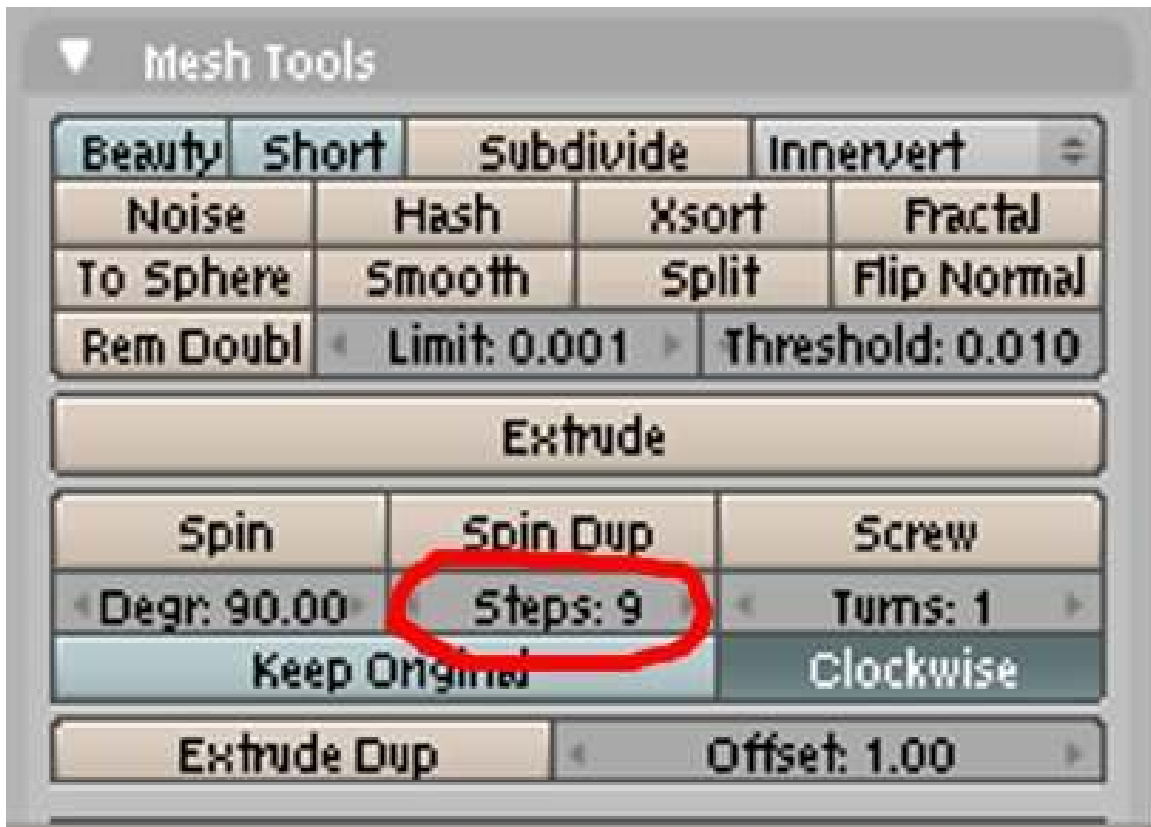 Mesh Tools
Beauty Short Subdivide Innervert
Noise Hash Xsort Fractal
To Sphere Smooth Split Flip Normal
Rem Doubl Limit: 0.001 Threshold: 0.010
Extrude
Spin Spin Dup Screw
Degr: 90.00 Steps: 9 Turns: 1
Keep Original Clockwise
Extrude Dup Offset: 1.00